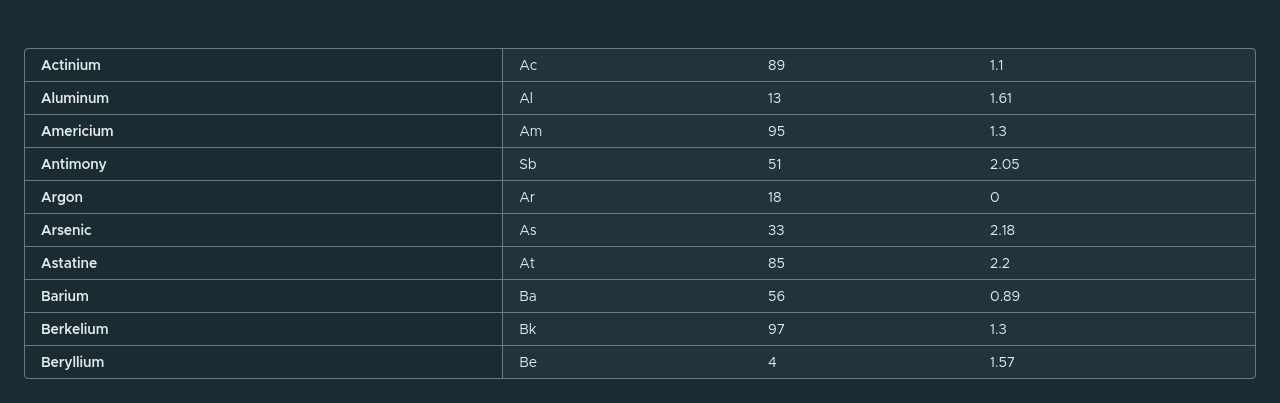 Actinium Ac 89 1.1
Aluminum Al 13 1.61
Americium Am 95 1.3
Antimony Sb 51 2.05
Argon Ar 18 0
Arsenic As 33 2.18
Astatine At 85 2.2
Barium Ba 56 0.89
Berkelium Bk 97 1.3
Beryllium Be 4 1.57